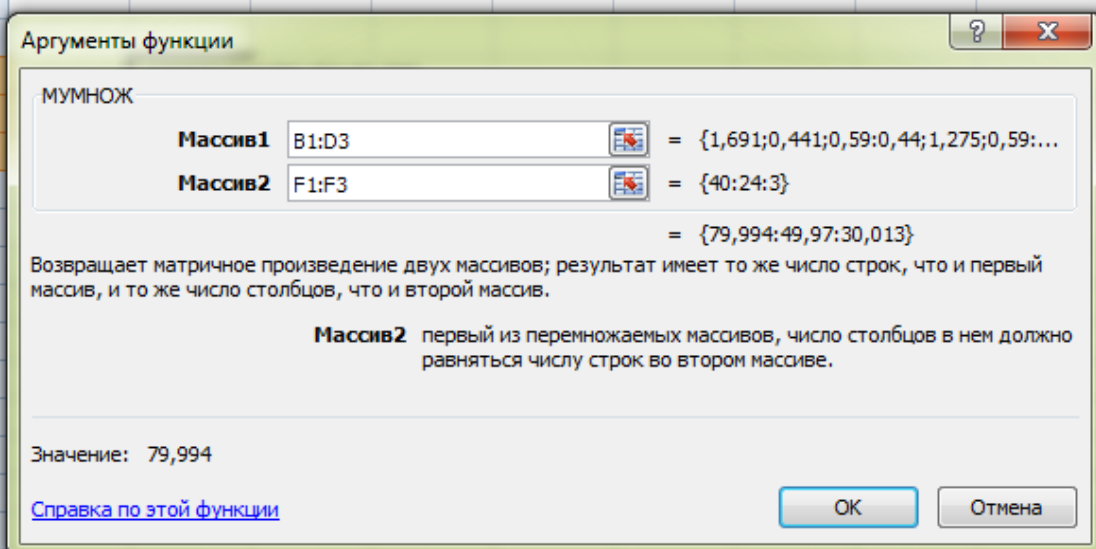 Аргументы функции
МУМНОЖ
Массив1 B1:D3 = {1,691;0,441;0,59:0,44;1,275;0,59:...
Массив2 F1:F3 = {40:24:3}
= {79,994:49,97:30,013}
Возвращает матричное произведение двух массивов; результат имеет то же число строк, что и первый
массив, и то же число столбцов, что и второй массив.
Массив2 первый из перемножаемых массивов, число столбцов в нем должно
равняться числу строк во втором массиве.
Значение: 79,994
Справка по этой функции
ОК
Отмена